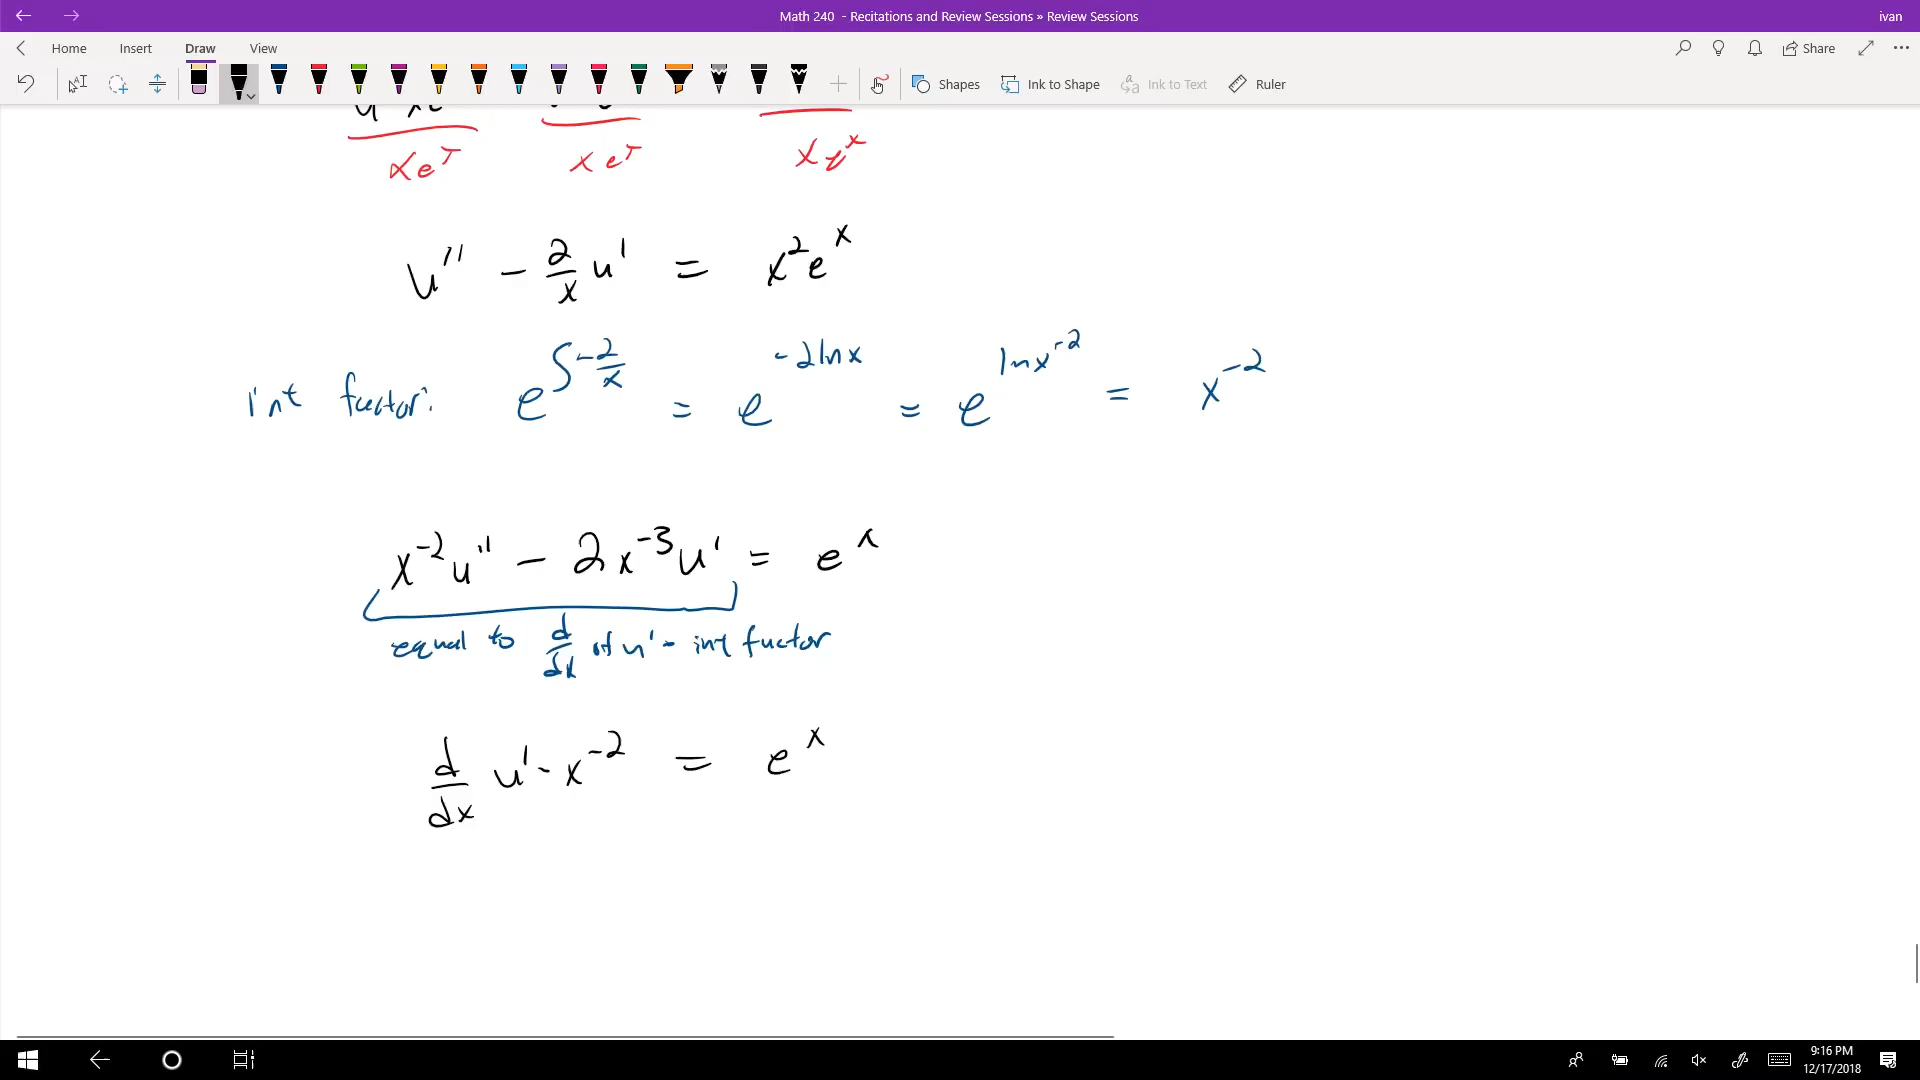 Math 240 - Recitations and Review Sessions » Review Sessions
ivan
Home Insert Draw View
Share
Shapes Ink to Shape Ink to Text Ruler
xe^x xe^x xe^x
u'' - 2/x u' = x^2 e^x
int factor: e^∫-2/x = e^-2lnx = e^lnx^-2 = x^-2
x^-2 u'' - 2x^-3 u' = e^x
equal to d/dx of u' · int factor
d/dx u' · x^-2 = e^x
9:16 PM
12/17/2018